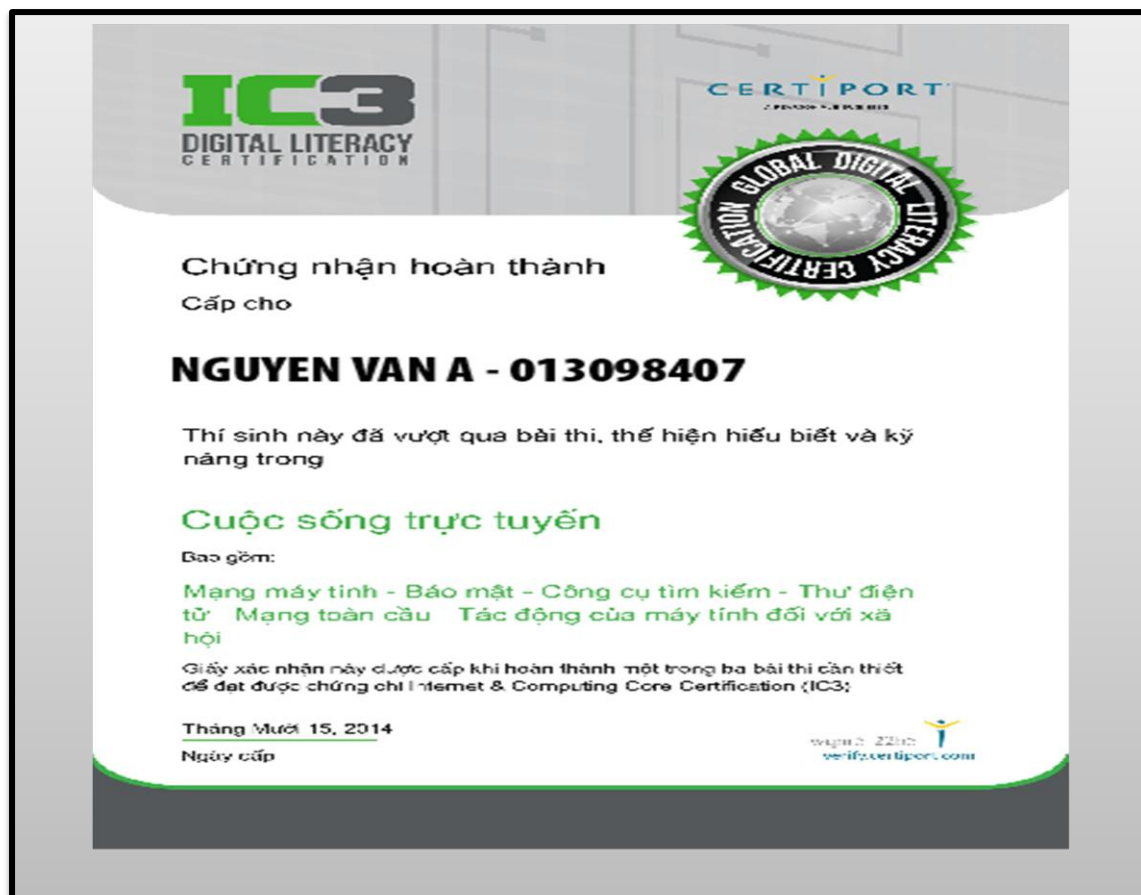 IC3
CERTIPORT
DIGITAL LITERACY
CERTIFICATION
GLOBAL DIGITAL LITERACY CERTIFICATION
Chứng nhận hoàn thành
Cấp cho
NGUYEN VAN A - 013098407
Thí sinh này đã vượt qua bài thi, thể hiện hiểu biết và kỹ
năng trong
Cuộc sống trực tuyến
Bao gồm:
Mạng máy tính - Bảo mật - Công cụ tìm kiếm - Thư điện
tử Mạng toàn cầu Tác động của máy tính đối với xã
hội
Giấy xác nhận này được cấp khi hoàn thành một trong ba bài thi cần thiết
để đạt được chứng chỉ Internet & Computing Core Certification (IC3)
Tháng Mười 15, 2014
Ngày cấp
verify.certiport.com